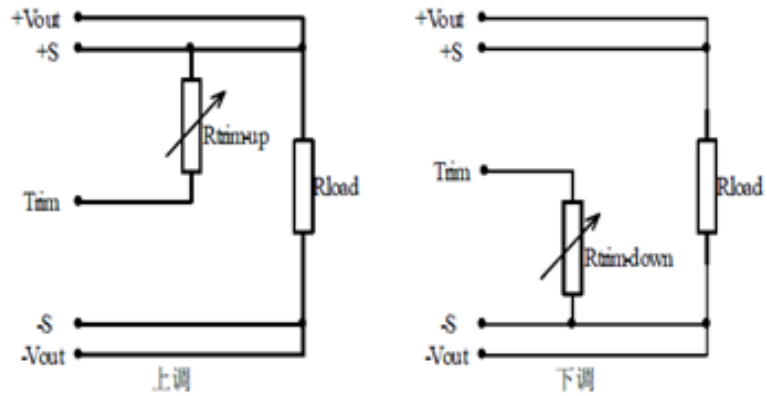 +Vout
+S
Rtrim-up
Rload
Trim
-S
-Vout
上调
+Vout
+S
Trim
Rload
Rtrim-down
-S
-Vout
下调